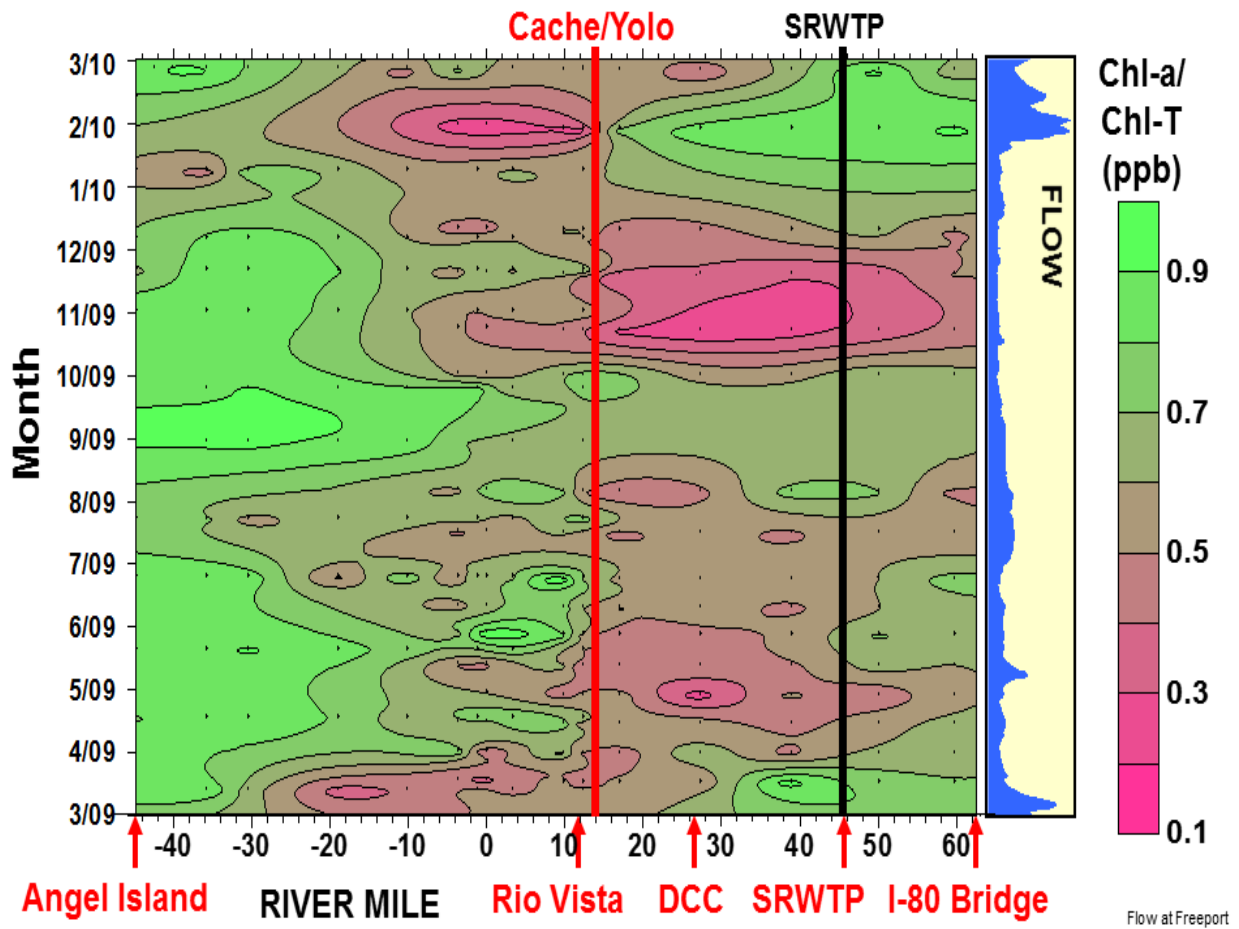 Cache/Yolo
SRWTP
3/10
2/10
1/10
12/09
11/09
10/09
9/09
8/09
7/09
6/09
5/09
4/09
3/09
Month
-40 -30 -20 -10 0 10 20 30 40 50 60
Angel Island
RIVER MILE
Rio Vista
DCC
SRWTP
I-80 Bridge
FLOW
Chl-a/
Chl-T
(ppb)
0.9
0.7
0.5
0.3
0.1
Flow at Freeport